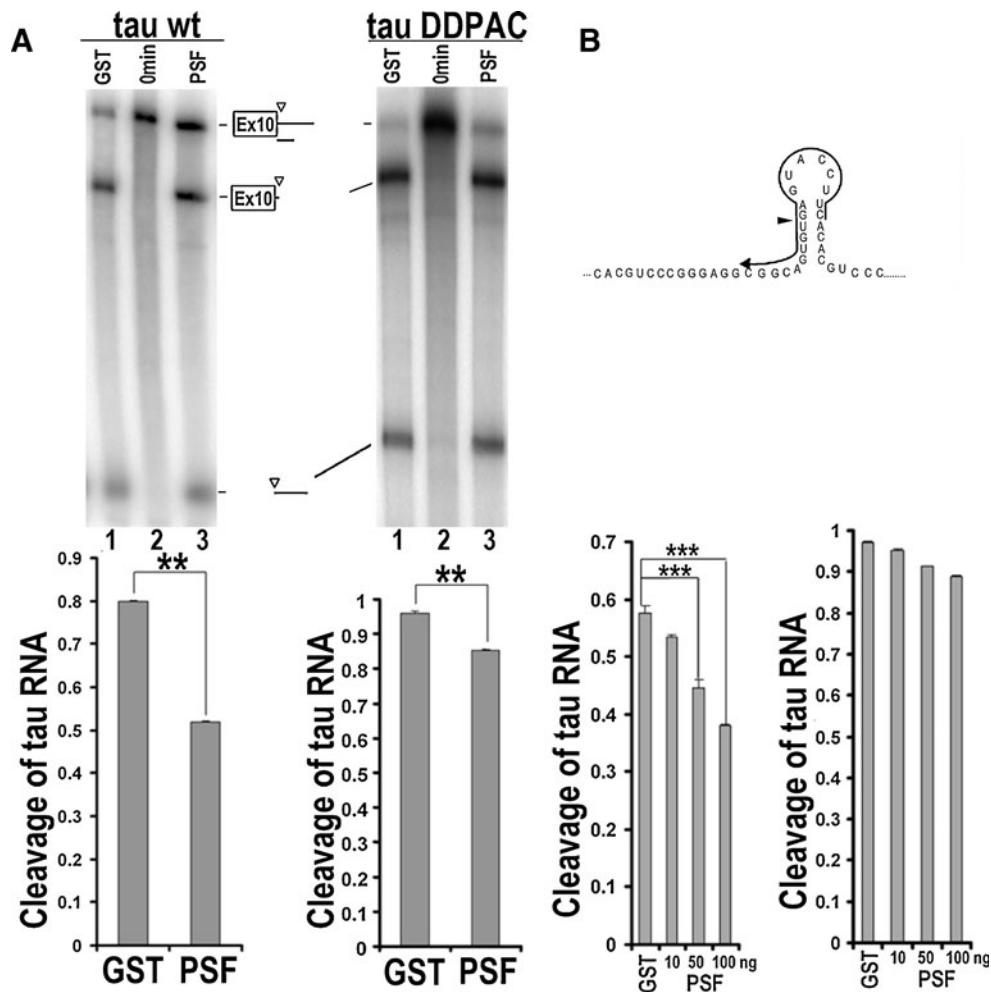 A
tau wt
tau DDPAC
B
GST 0min PSF
GST 0min PSF
Ex10
Ex10
A C
U C
G U
A U
G C
U A
G C
U A
G C
...CACGUCCCGGGAGGCGGCA
GUCCC........
1 2 3
1 2 3
Cleavage of tau RNA
0.9
0.8
0.7
0.6
0.5
0.4
0.3
0.2
0.1
0
**
GST PSF
Cleavage of tau RNA
1
0.9
0.8
0.7
0.6
0.5
0.4
0.3
0.2
0.1
0
**
GST PSF
Cleavage of tau RNA
0.7
0.6
0.5
0.4
0.3
0.2
0.1
0
***
***
GST 10 50 100 ng
PSF
Cleavage of tau RNA
1
0.9
0.8
0.7
0.6
0.5
0.4
0.3
0.2
0.1
0
GST 10 50 100 ng
PSF